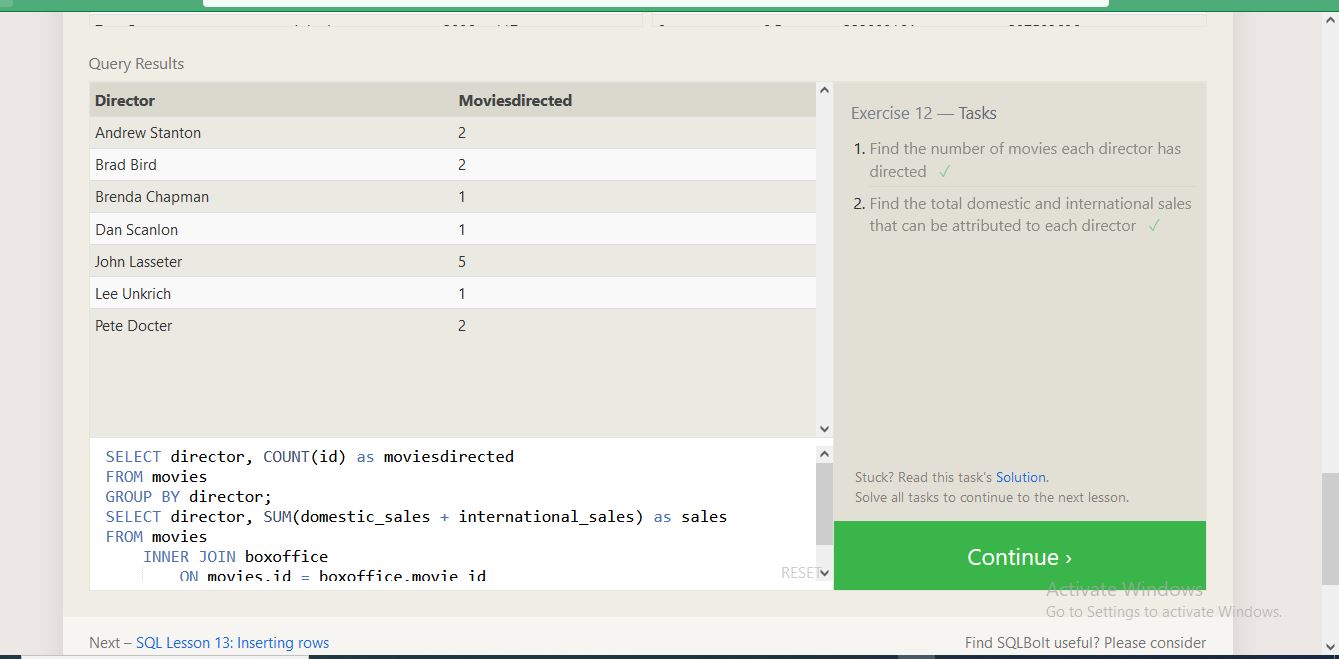 Query Results
Director Moviesdirected
Andrew Stanton 2
Brad Bird 2
Brenda Chapman 1
Dan Scanlon 1
John Lasseter 5
Lee Unkrich 1
Pete Docter 2
SELECT director, COUNT(id) as moviesdirected
FROM movies
GROUP BY director;
SELECT director, SUM(domestic_sales + international_sales) as sales
FROM movies
INNER JOIN boxoffice
ON movies.id = boxoffice.movie_id
RESET
Exercise 12 — Tasks
1. Find the number of movies each director has
directed ✓
2. Find the total domestic and international sales
that can be attributed to each director ✓
Stuck? Read this task's Solution.
Solve all tasks to continue to the next lesson.
Continue ›
Activate Windows
Go to Settings to activate Windows.
Next – SQL Lesson 13: Inserting rows
Find SQLBolt useful? Please consider